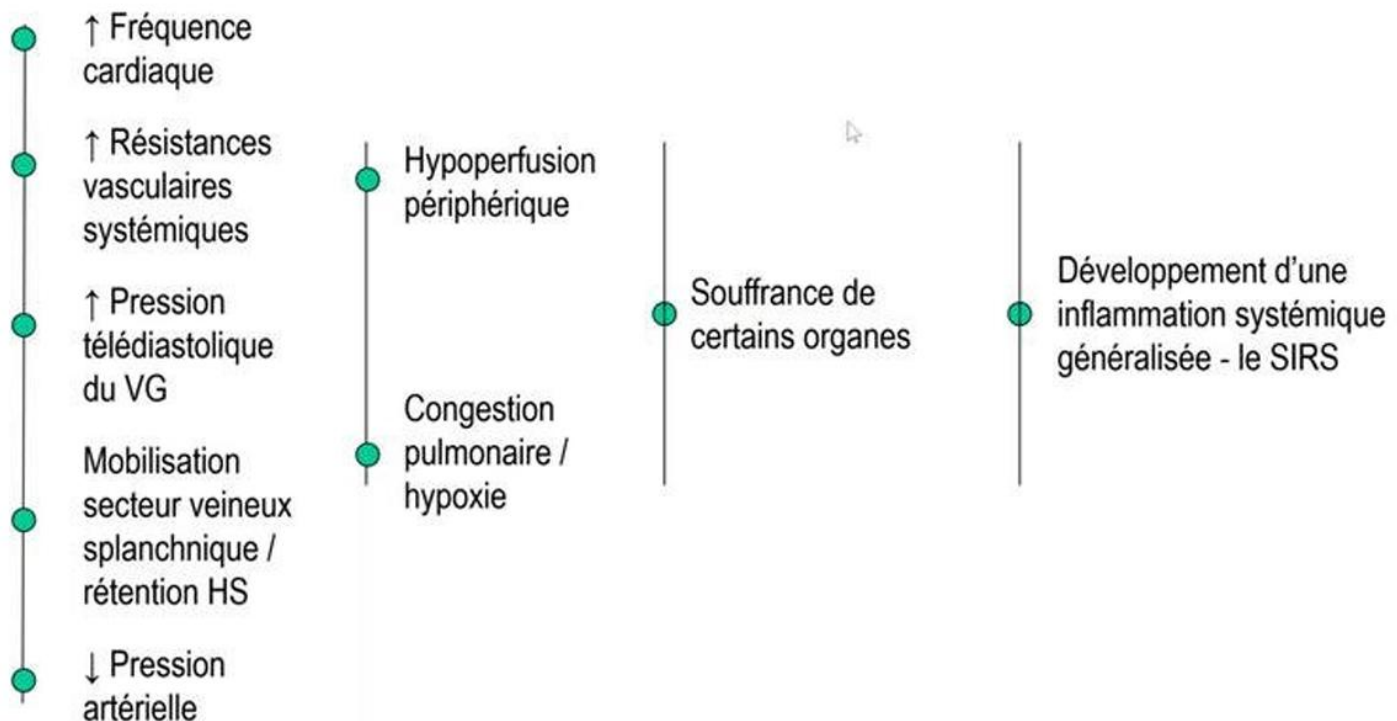 ↑ Fréquence
cardiaque
↑ Résistances
vasculaires
systémiques
↑ Pression
télédiastolique
du VG
Mobilisation
secteur veineux
splanchnique /
rétention HS
↓ Pression
artérielle
Hypoperfusion
périphérique
Congestion
pulmonaire /
hypoxie
Souffrance de
certains organes
Développement d’une
inflammation systémique
généralisée - le SIRS